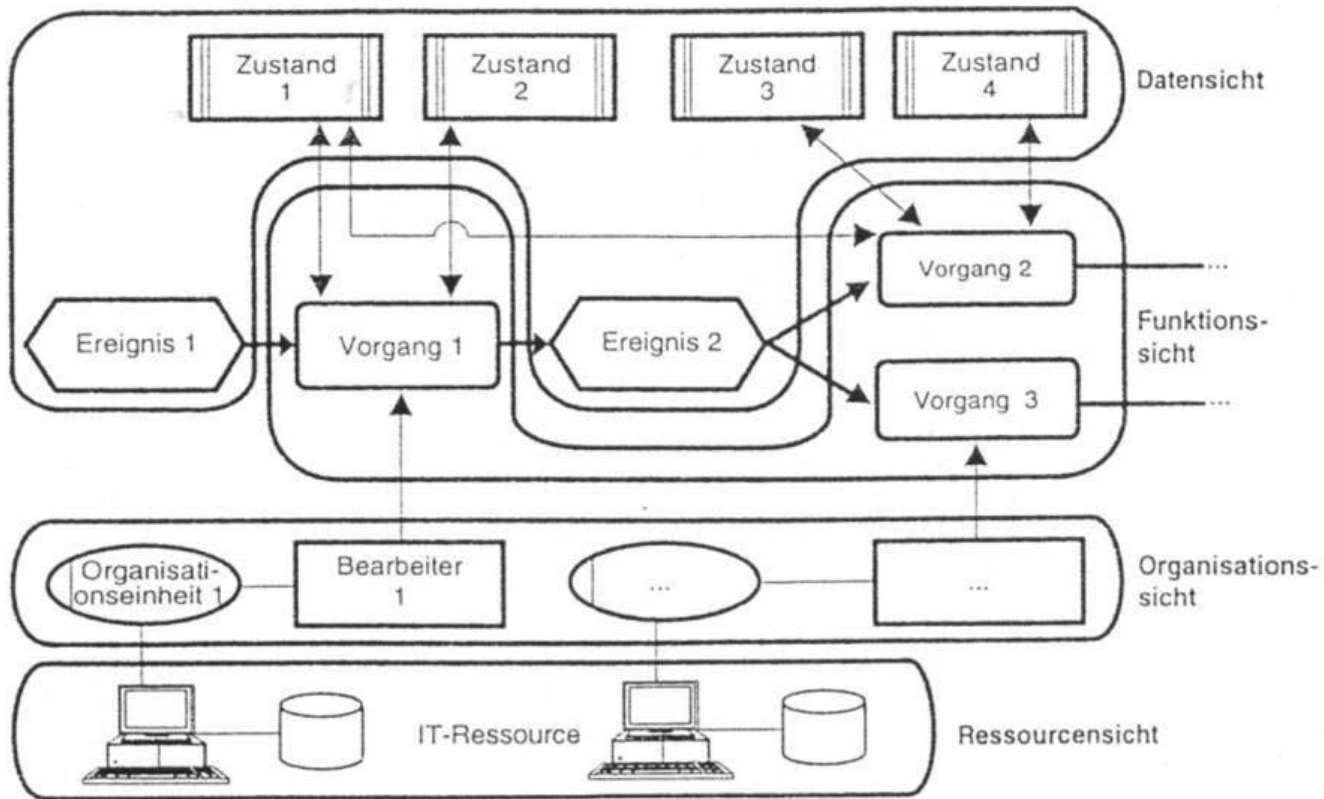 Zustand
1
Zustand
2
Zustand
3
Zustand
4
Datensicht
Ereignis 1
Vorgang 1
Ereignis 2
Vorgang 2
...
Funktions-
sicht
Vorgang 3
...
Organisati-
onseinheit 1
Bearbeiter
1
...
...
Organisations-
sicht
IT-Ressource
Ressourcensicht